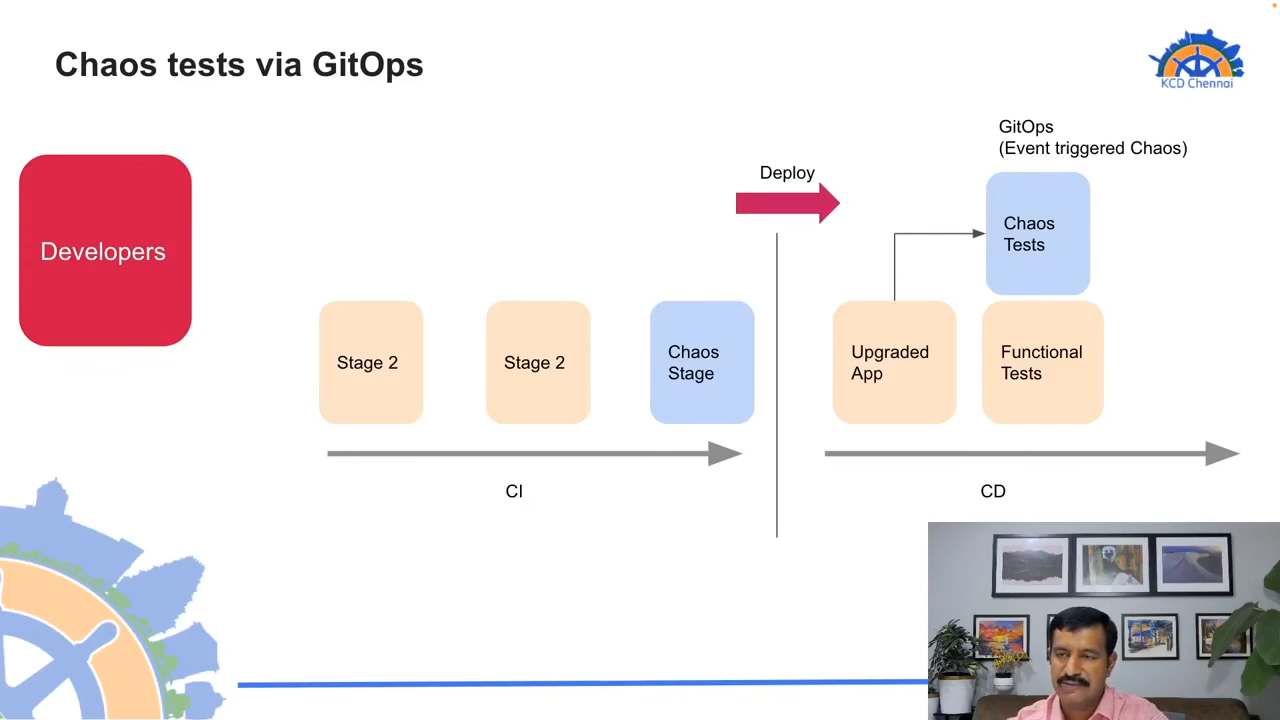 Chaos tests via GitOps
KCD Chennai
GitOps
(Event triggered Chaos)
Deploy
Developers
Chaos
Tests
Stage 2
Stage 2
Chaos
Stage
Upgraded
App
Functional
Tests
CI
CD